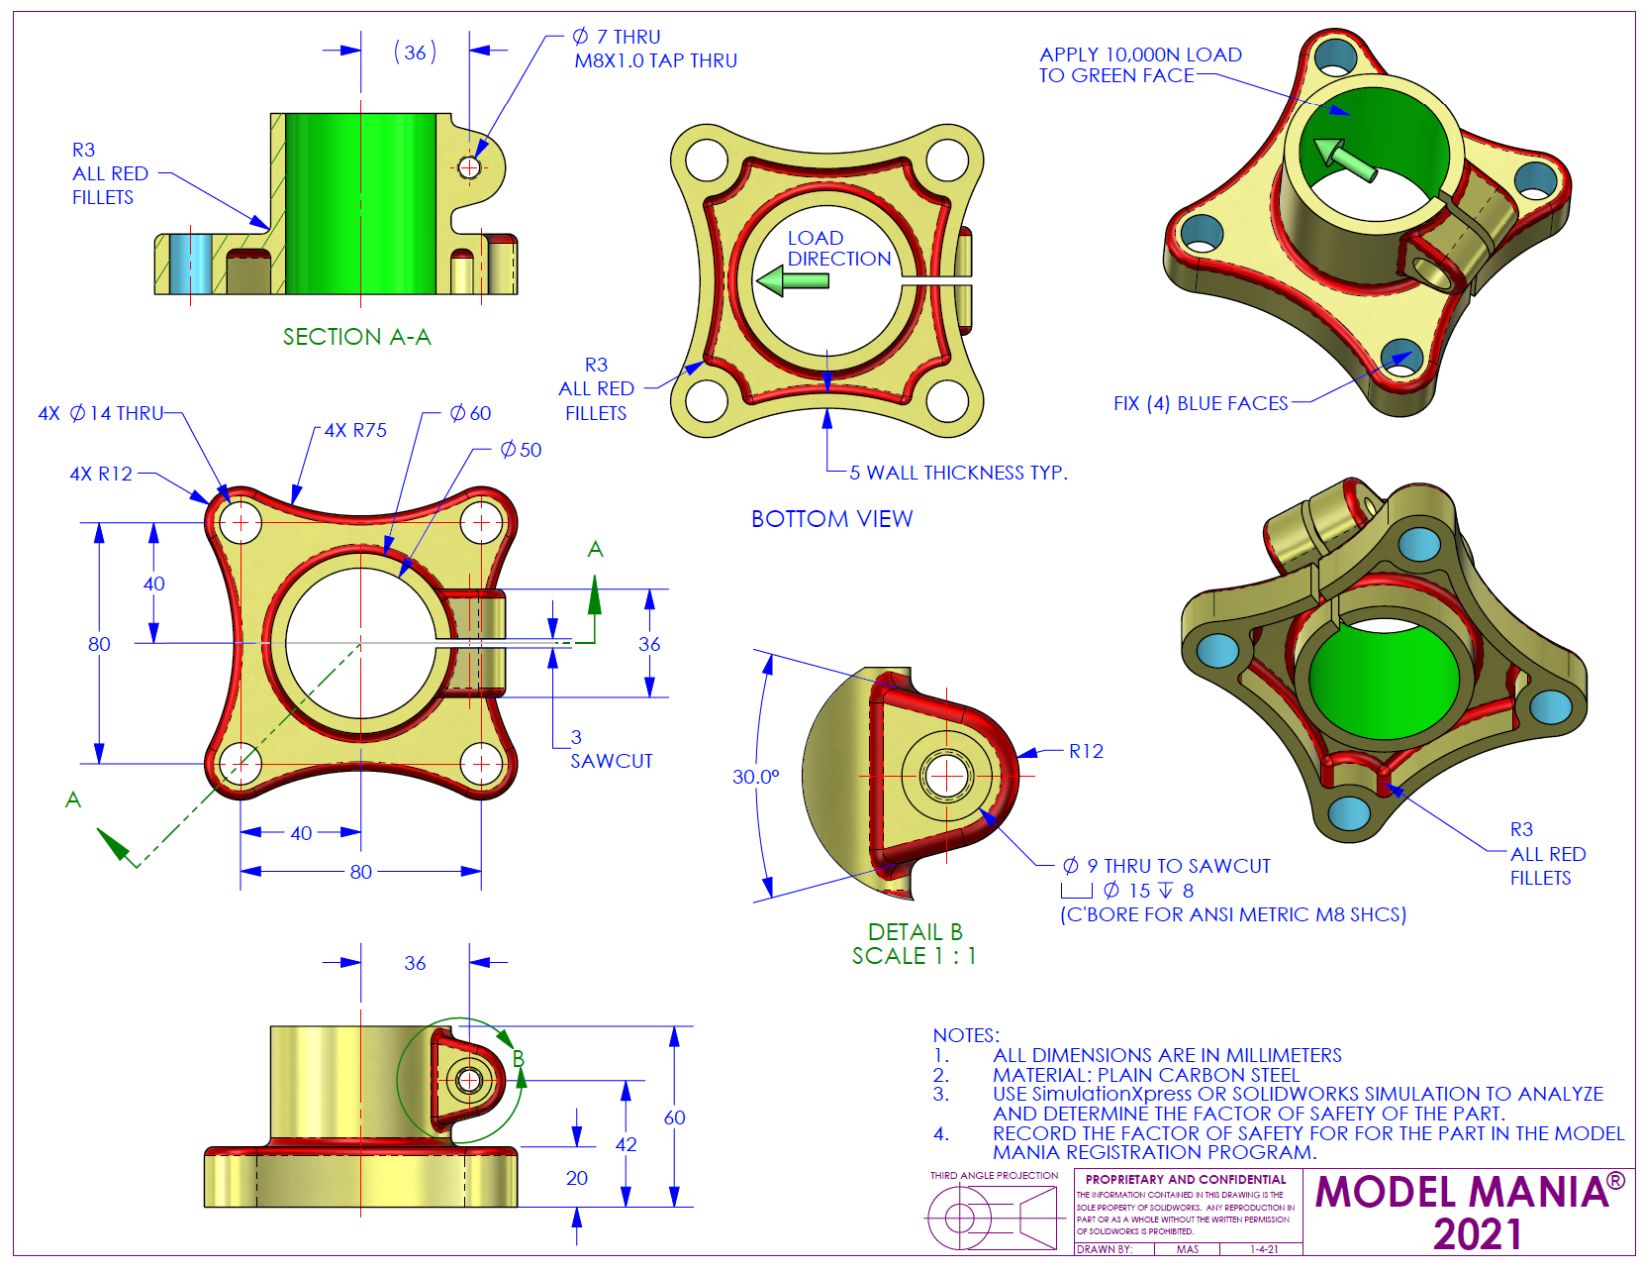 (36)
Ø 7 THRU
M8X1.0 TAP THRU
R3
ALL RED
FILLETS
SECTION A-A
LOAD
DIRECTION
R3
ALL RED
FILLETS
5 WALL THICKNESS TYP.
BOTTOM VIEW
APPLY 10,000N LOAD
TO GREEN FACE
FIX (4) BLUE FACES
4X Ø 14 THRU
4X R12
4X R75
Ø 60
Ø 50
A
40
80
36
3
SAWCUT
A
40
80
30.0°
R12
Ø 9 THRU TO SAWCUT
⌴ Ø 15 ↧ 8
(C'BORE FOR ANSI METRIC M8 SHCS)
DETAIL B
SCALE 1 : 1
R3
ALL RED
FILLETS
36
B
60
42
20
NOTES:
1. ALL DIMENSIONS ARE IN MILLIMETERS
2. MATERIAL: PLAIN CARBON STEEL
3. USE SimulationXpress OR SOLIDWORKS SIMULATION TO ANALYZE
AND DETERMINE THE FACTOR OF SAFETY OF THE PART.
4. RECORD THE FACTOR OF SAFETY FOR FOR THE PART IN THE MODEL
MANIA REGISTRATION PROGRAM.
THIRD ANGLE PROJECTION
PROPRIETARY AND CONFIDENTIAL
THE INFORMATION CONTAINED IN THIS DRAWING IS THE
SOLE PROPERTY OF SOLIDWORKS. ANY REPRODUCTION IN
PART OR AS A WHOLE WITHOUT THE WRITTEN PERMISSION
OF SOLIDWORKS IS PROHIBITED.
DRAWN BY: MAS 1-4-21
MODEL MANIA®
2021